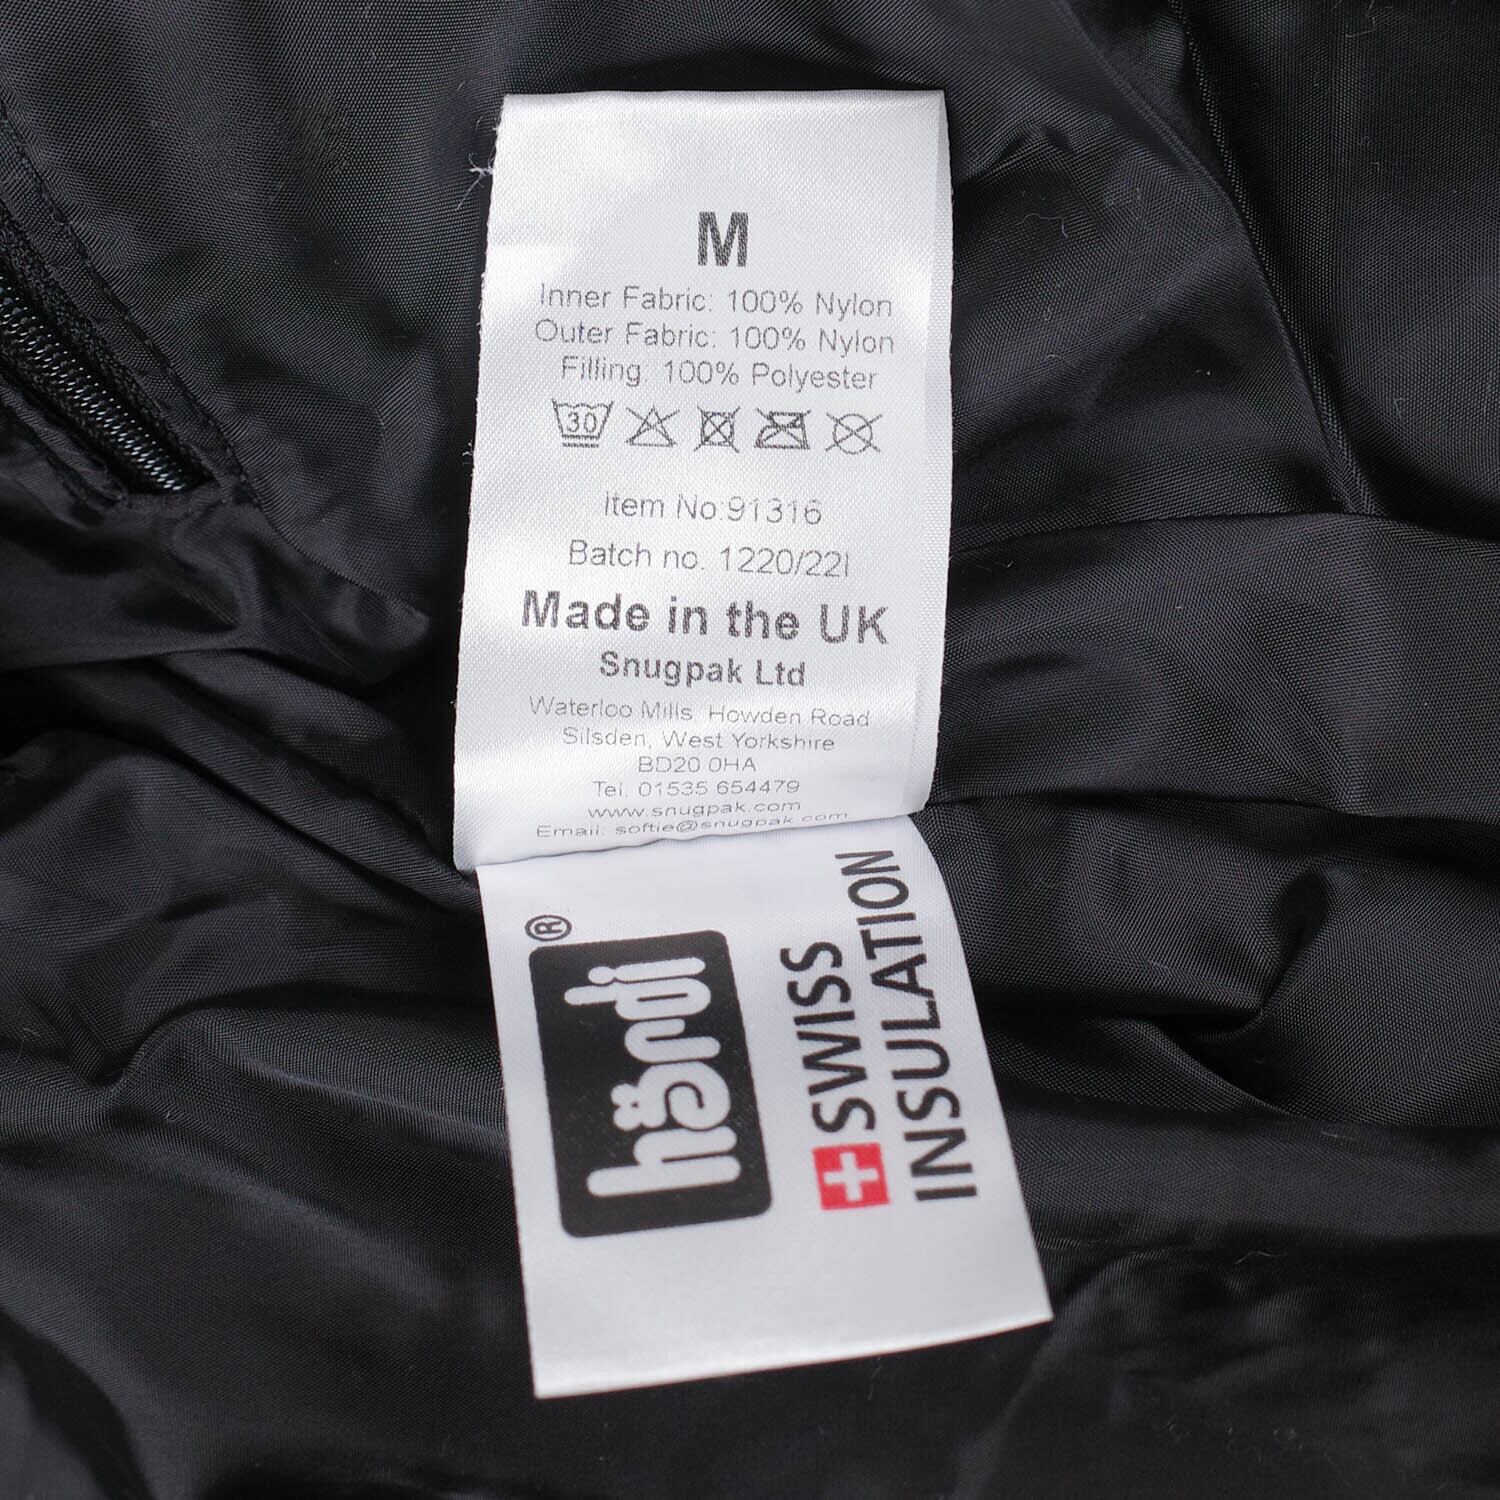 M
Inner Fabric: 100% Nylon
Outer Fabric: 100% Nylon
Filling: 100% Polyester
30
Item No:91316
Batch no. 1220/22I
Made in the UK
Snugpak Ltd
Waterloo Mills Howden Road
Silsden, West Yorkshire
BD20 0HA
Tel. 01535 654479
www.snugpak.com
Email: softie@snugpak.com
hördi®
SWISS
INSULATION